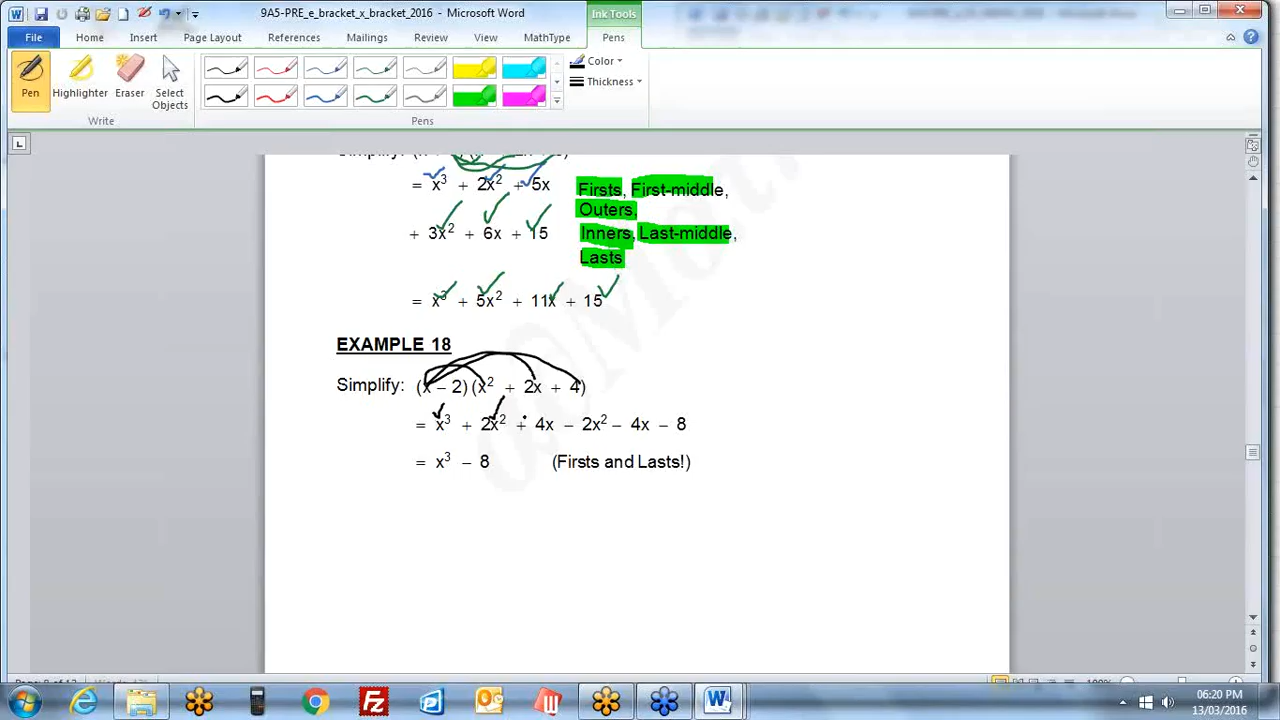 9A5-PRE_e_bracket_x_bracket_2016 - Microsoft Word
Ink Tools
File Home Insert Page Layout References Mailings Review View MathType Pens
Pen Highlighter Eraser Select Objects
Color
Thickness
Write Pens
= x³ + 2x² + 5x Firsts, First-middle,
Outers,
+ 3x² + 6x + 15 Inners, Last-middle,
Lasts
= x³ + 5x² + 11x + 15
EXAMPLE 18
Simplify: (x – 2)(x² + 2x + 4)
= x³ + 2x² + 4x – 2x² – 4x – 8
= x³ – 8 (Firsts and Lasts!)
06:20 PM
13/03/2016